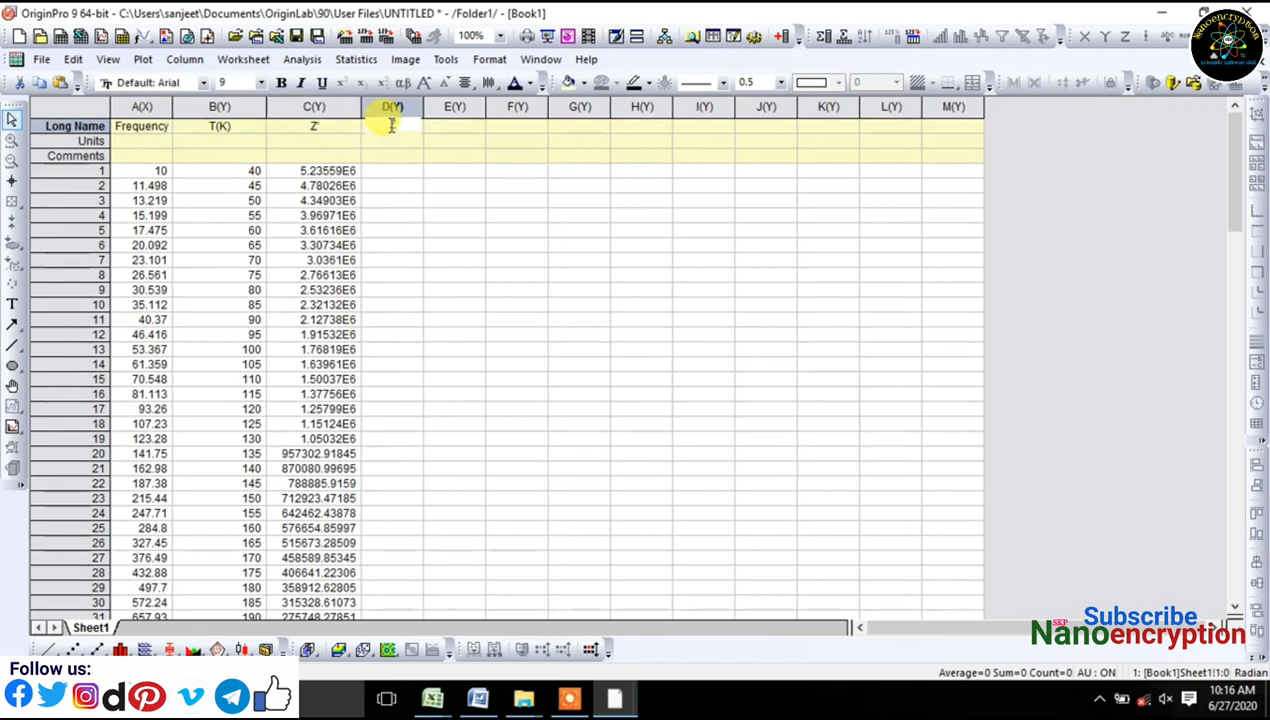 OriginPro 9 64-bit - C:\Users\sanjeet\Documents\OriginLab\90\User Files\UNTITLED * - /Folder1/ - [Book1]
100%
File Edit View Plot Column Worksheet Analysis Statistics Image Tools Format Window Help
Default: Arial 9 B I U αβ A A 0.5 0
A(X) B(Y) C(Y) D(Y) E(Y) F(Y) G(Y) H(Y) I(Y) J(Y) K(Y) L(Y) M(Y)
Long Name Frequency T(K) Z'
Units
Comments
1 10 40 5.23559E6
2 11.498 45 4.78026E6
3 13.219 50 4.34903E6
4 15.199 55 3.96971E6
5 17.475 60 3.61616E6
6 20.092 65 3.30734E6
7 23.101 70 3.0361E6
8 26.561 75 2.76613E6
9 30.539 80 2.53236E6
10 35.112 85 2.32132E6
11 40.37 90 2.12738E6
12 46.416 95 1.91532E6
13 53.367 100 1.76819E6
14 61.359 105 1.63961E6
15 70.548 110 1.50037E6
16 81.113 115 1.37756E6
17 93.26 120 1.25799E6
18 107.23 125 1.15124E6
19 123.28 130 1.05032E6
20 141.75 135 957302.91845
21 162.98 140 870080.99695
22 187.38 145 788885.9159
23 215.44 150 712923.47185
24 247.71 155 642462.43878
25 284.8 160 576654.85997
26 327.45 165 515673.28509
27 376.49 170 458589.85345
28 432.88 175 406641.22306
29 497.7 180 358912.62805
30 572.24 185 315328.61073
31 657.93 190 275748.27851
Sheet1
Subscribe
SKP
Nanoencryption
Average=0 Sum=0 Count=0 AU : ON 1: [Book1]Sheet1!1:0 Radian
Follow us:
10:16 AM
6/27/2020